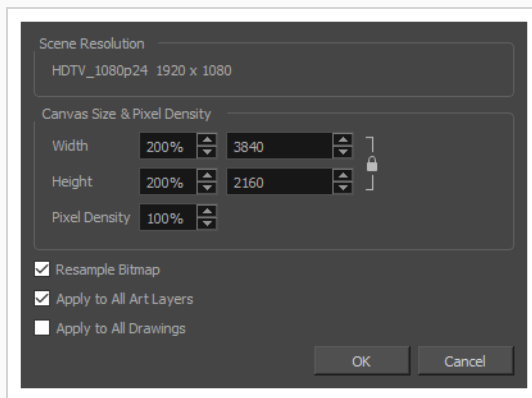 Scene Resolution
HDTV_1080p24 1920 x 1080
Canvas Size & Pixel Density
Width 200% 3840
Height 200% 2160
Pixel Density 100%
Resample Bitmap
Apply to All Art Layers
Apply to All Drawings
OK Cancel